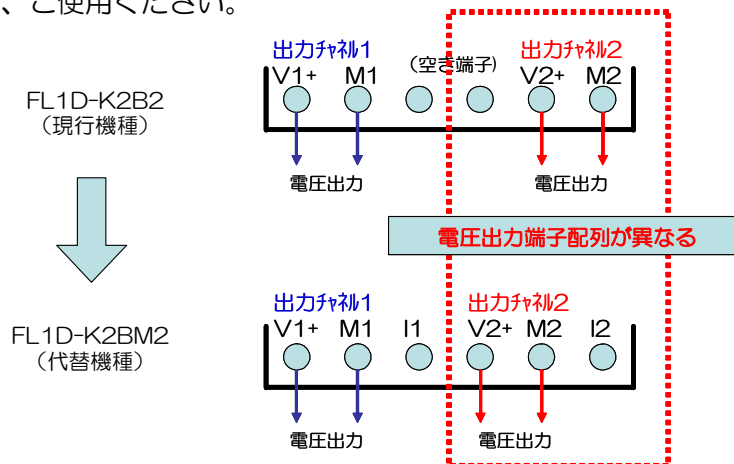 、ご使用ください。
出力ﾁｬﾈﾙ1
(空き端子)
出力ﾁｬﾈﾙ2
V1+ M1
V2+ M2
FL1D-K2B2
（現行機種）
電圧出力
電圧出力
電圧出力端子配列が異なる
出力ﾁｬﾈﾙ1
出力ﾁｬﾈﾙ2
V1+ M1 I1 V2+ M2 I2
FL1D-K2BM2
（代替機種）
電圧出力
電圧出力